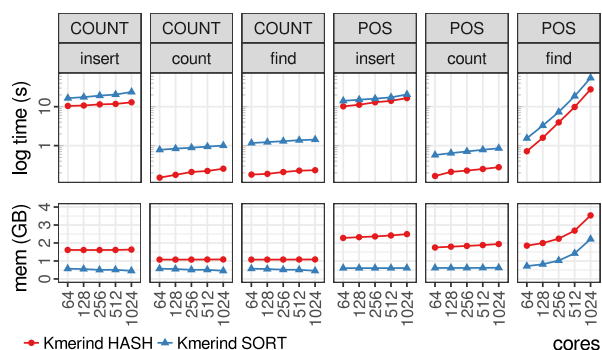 COUNT COUNT COUNT POS POS POS
insert count find insert count find
log time (s)
10
1
mem (GB)
4
3
2
1
0
64 128 256 512 1024 64 128 256 512 1024 64 128 256 512 1024 64 128 256 512 1024 64 128 256 512 1024 64 128 256 512 1024
Kmerind HASH Kmerind SORT cores